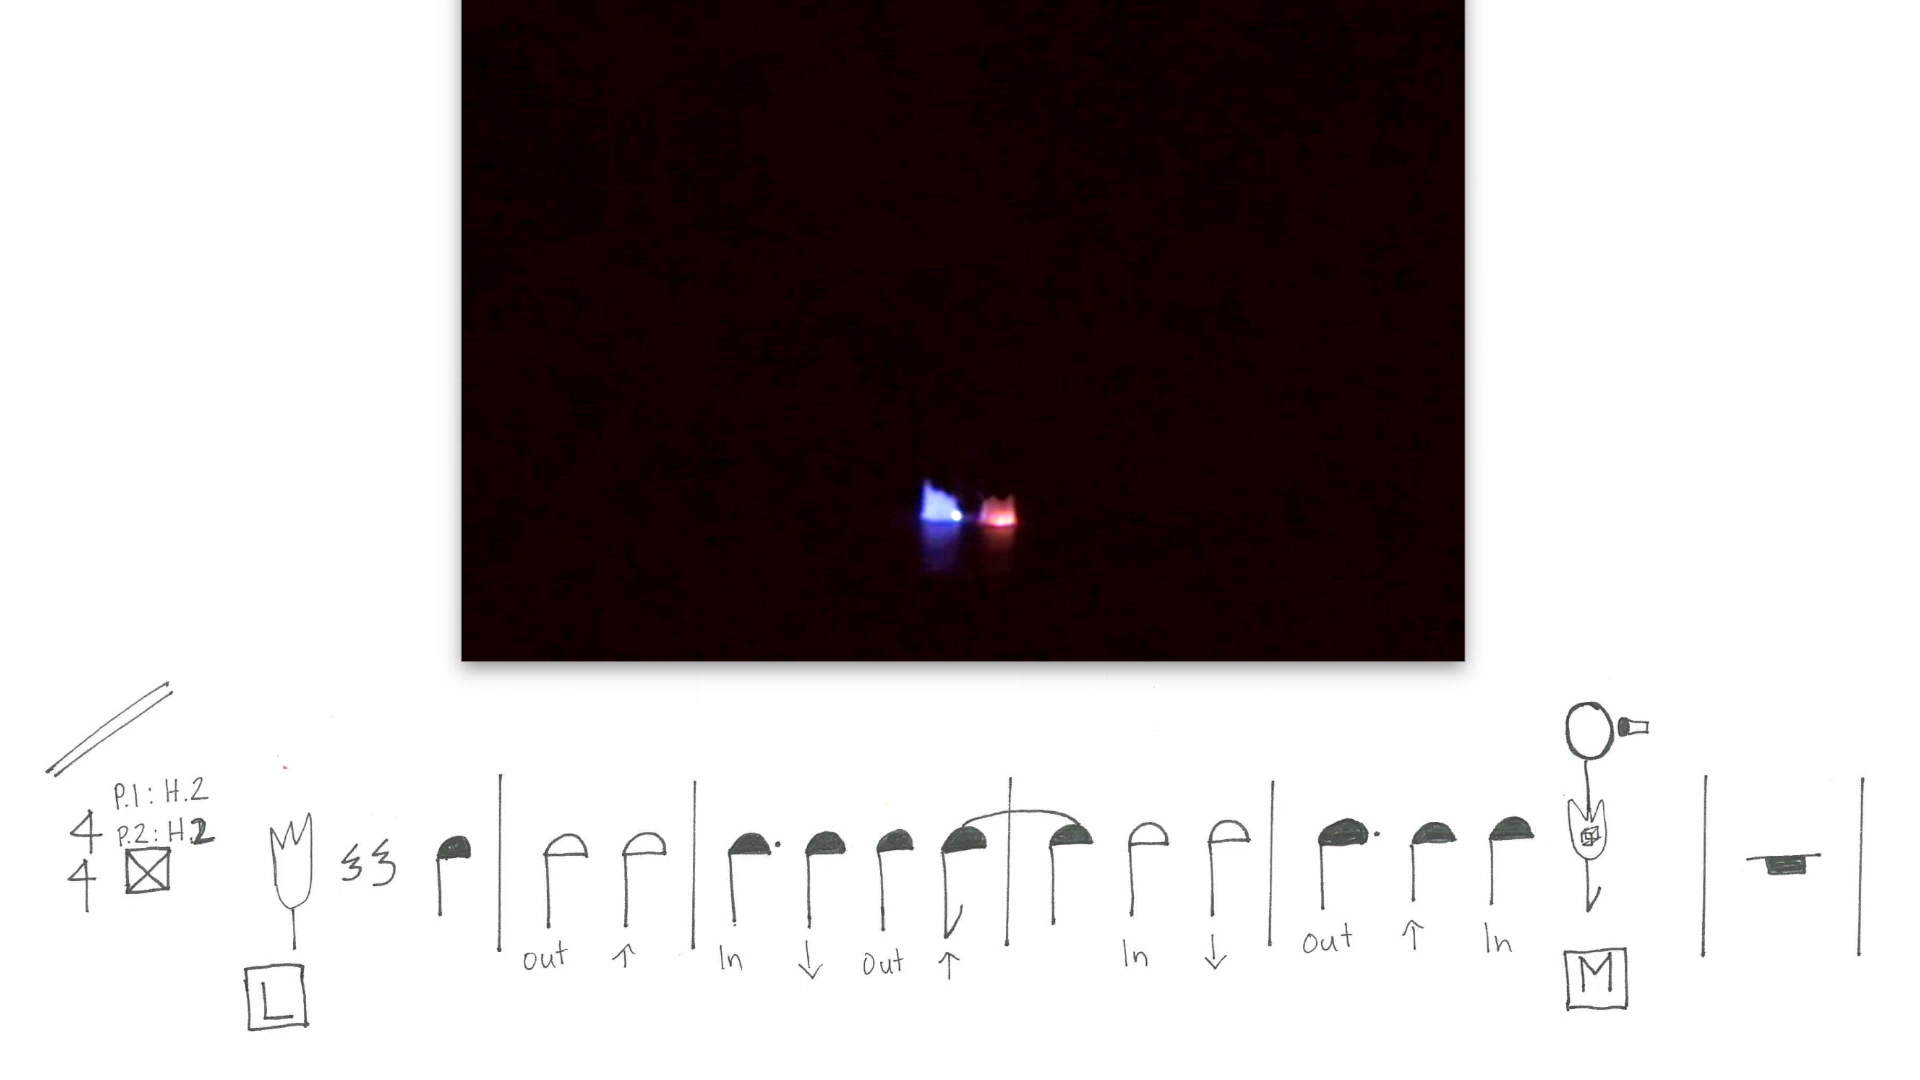 P.1: H.2
4 P.2: H.2
4
out ↑ In ↓ Out ↑ In ↓ Out ↑ In
L M